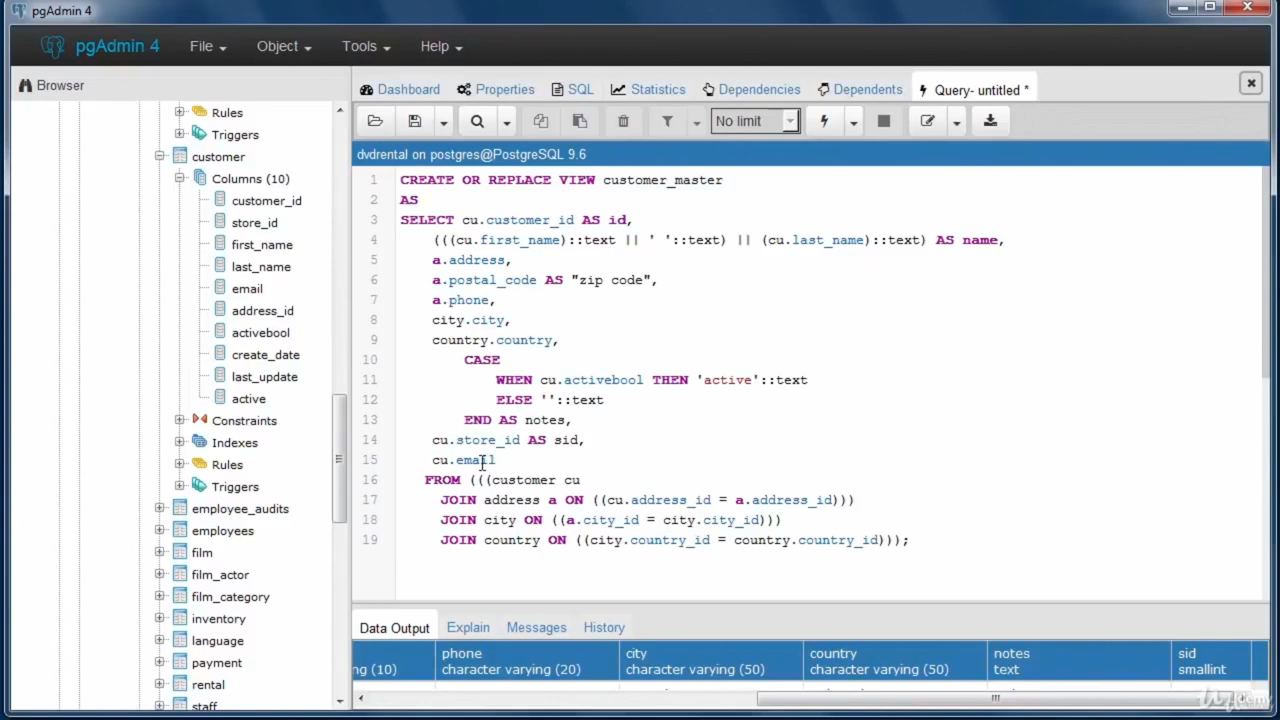 pgAdmin 4
pgAdmin 4 File Object Tools Help
Browser
Dashboard Properties SQL Statistics Dependencies Dependents Query- untitled *
No limit
dvdrental on postgres@PostgreSQL 9.6
Rules
Triggers
customer
Columns (10)
customer_id
store_id
first_name
last_name
email
address_id
activebool
create_date
last_update
active
Constraints
Indexes
Rules
Triggers
employee_audits
employees
film
film_actor
film_category
inventory
language
payment
rental
staff
1 CREATE OR REPLACE VIEW customer_master
2 AS
3 SELECT cu.customer_id AS id,
4 (((cu.first_name)::text || ' '::text) || (cu.last_name)::text) AS name,
5 a.address,
6 a.postal_code AS "zip code",
7 a.phone,
8 city.city,
9 country.country,
10 CASE
11 WHEN cu.activebool THEN 'active'::text
12 ELSE ''::text
13 END AS notes,
14 cu.store_id AS sid,
15 cu.email
16 FROM (((customer cu
17 JOIN address a ON ((cu.address_id = a.address_id)))
18 JOIN city ON ((a.city_id = city.city_id)))
19 JOIN country ON ((city.country_id = country.country_id)));
Data Output Explain Messages History
phone city country notes sid
ng (10) character varying (20) character varying (50) character varying (50) text smallint
Udemy